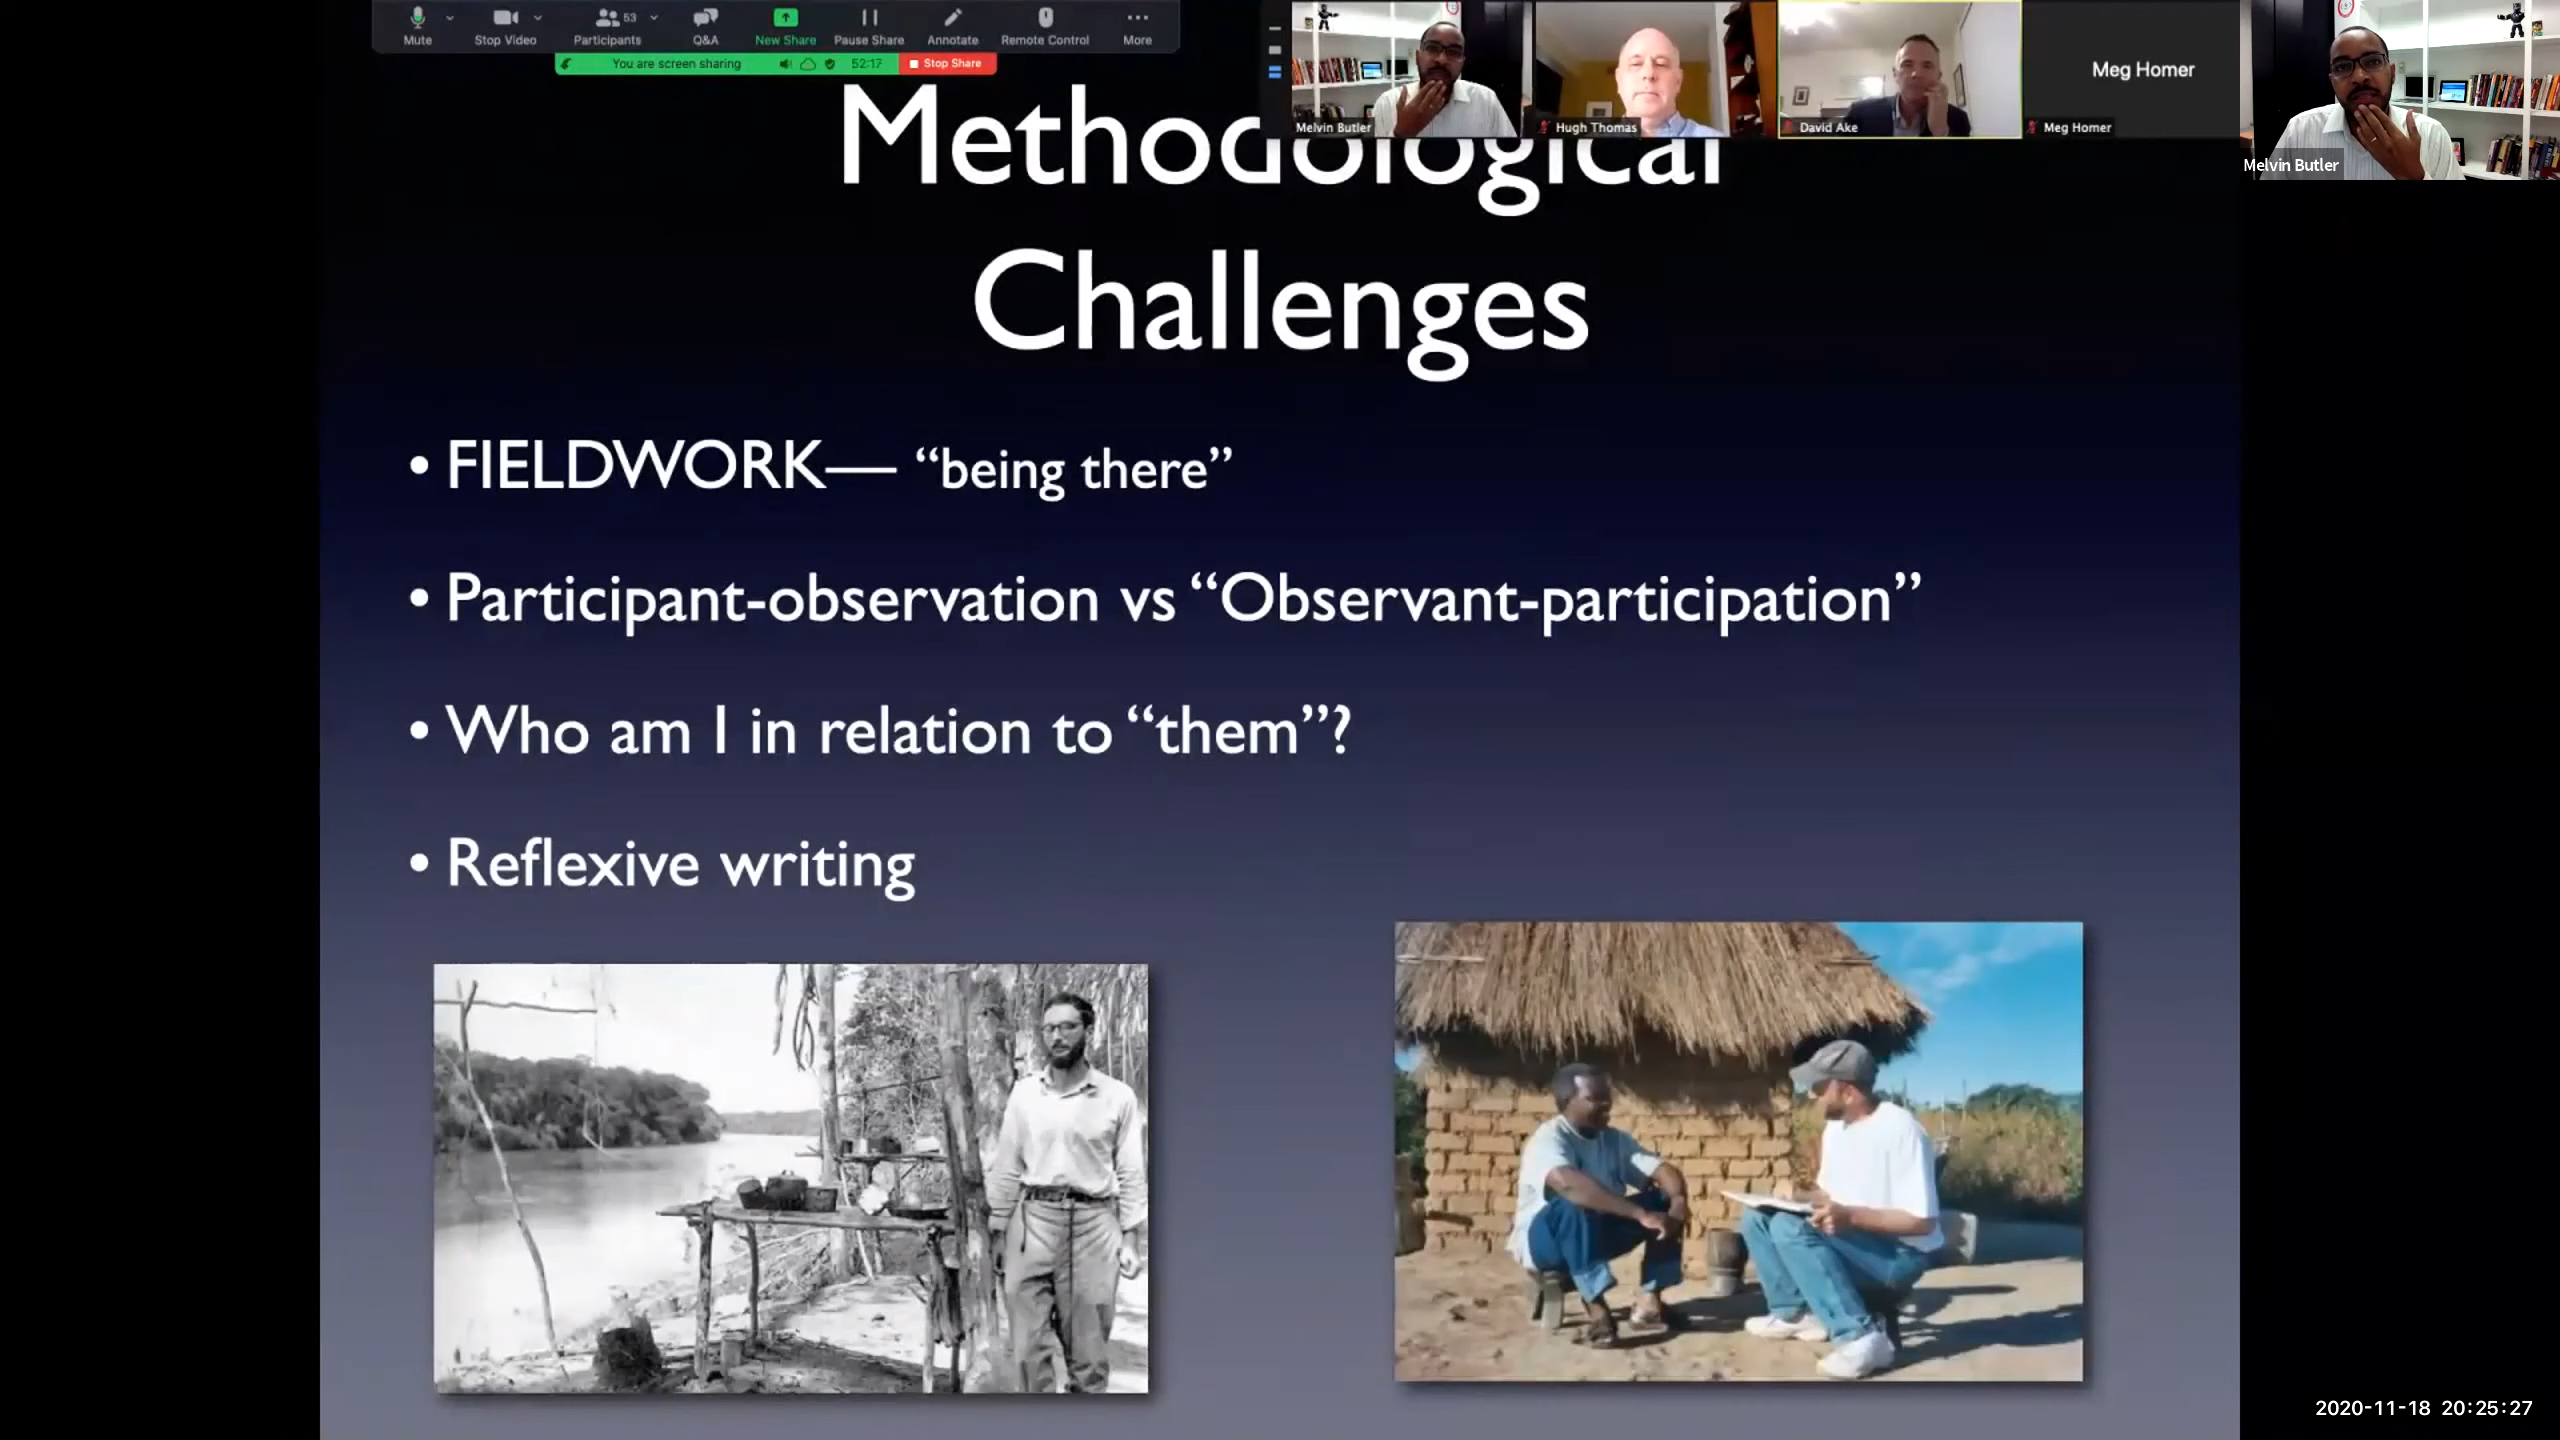 Mute
Stop Video
Participants
53
Q&A
New Share
Pause Share
Annotate
Remote Control
More
You are screen sharing
52:17
Stop Share
Melvin Butler
Hugh Thomas
David Ake
Meg Homer
Meg Homer
Melvin Butler
Methodological
Challenges
• FIELDWORK— “being there”
• Participant-observation vs “Observant-participation”
• Who am I in relation to “them”?
• Reflexive writing
2020-11-18 20:25:27